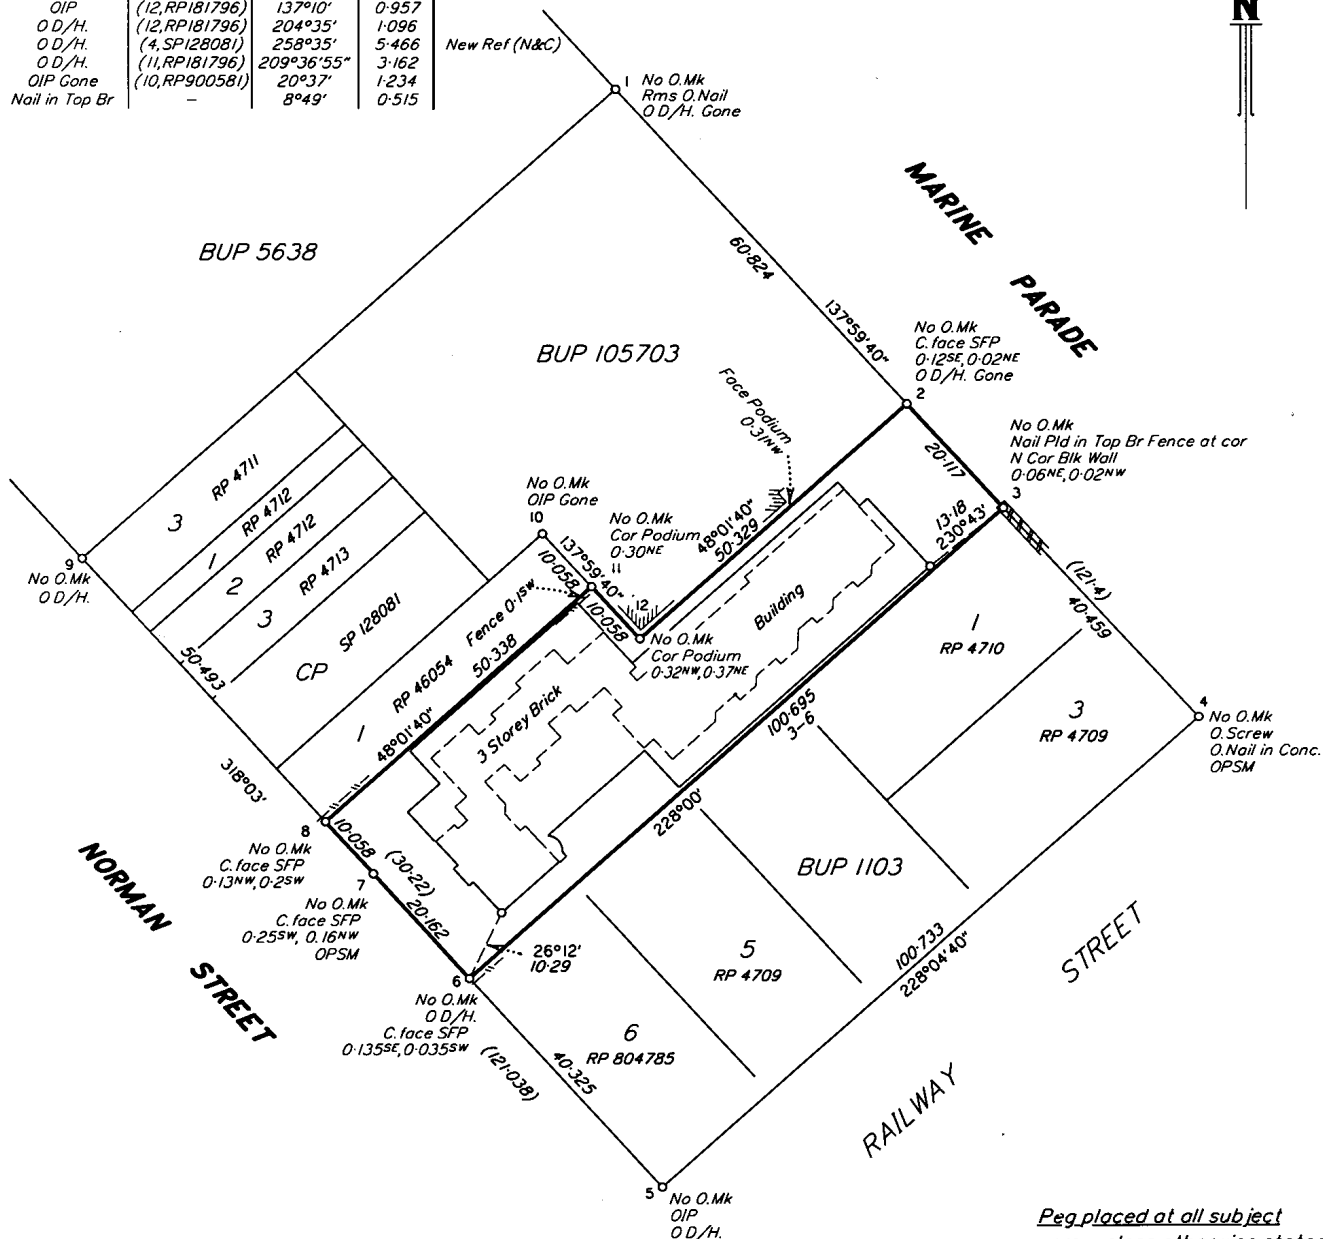 OIP (12,RP181796) 137°10' 0·957
O D/H. (12,RP181796) 204°35' 1·096
O D/H. (4,SP128081) 258°35' 5·466 New Ref (N&C)
O D/H. (11,RP181796) 209°36'55" 3·162
OIP Gone (10,RP900581) 20°37' 1·234
Nail in Top Br – 8°49' 0·515
N
1
No O.Mk
Rms O.Nail
O D/H. Gone
MARINE
PARADE
BUP 5638
60·824
137°59'40"
BUP 105703
No O.Mk
C.face SFP
0·12SE,0·02NE
O D/H. Gone
2
Face Podium
0·31NW
20·117
No O.Mk
Nail Pld in Top Br Fence at cor
N Cor Blk Wall
0·06NE,0·02NW
3
3
RP 4711
1
RP 4712
2
RP 4712
3
RP 4713
CP
SP 128081
1
RP 46054
No O.Mk
OIP Gone
10
No O.Mk
Cor Podium
0·30NE
11
137°59'40"
10·058
10·058
48°01'40"
50·329
13·18
230°43'
9
No O.Mk
O D/H.
12
No O.Mk
Cor Podium
0·32NW,0·37NE
Fence 0·1SW
50·338
48°01'40"
Building
(121·4)
40·459
1
RP 4710
3
RP 4709
4
No O.Mk
O.Screw
O.Nail in Conc.
OPSM
50·493
3 Storey Brick
100·695
3–6
228°00'
318°03'
8
No O.Mk
C.face SFP
0·13NW,0·2SW
10·058
(30·22)
20·162
7
No O.Mk
C.face SFP
0·25SW, 0.16NW
OPSM
NORMAN
STREET
BUP 1103
5
RP 4709
26°12'
10·29
6
No O.Mk
O D/H.
C.face SFP
0·135SE,0·035SW
(121·038)
40·325
6
RP 804785
100·733
228°04'40"
RAILWAY
STREET
5
No O.Mk
OIP
O D/H.
Peg placed at all subject